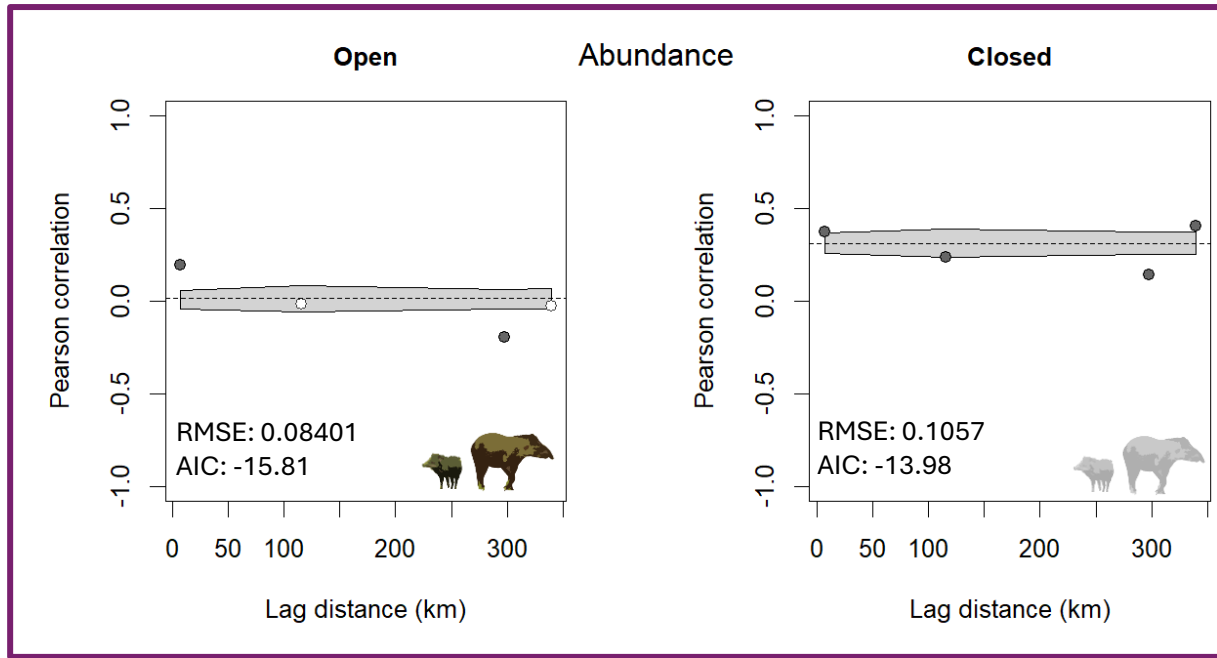 Abundance
Open
Pearson correlation
1.0
0.5
0.0
-0.5
-1.0
RMSE: 0.08401
AIC: -15.81
0 50 100 200 300
Lag distance (km)
Closed
Pearson correlation
1.0
0.5
0.0
-0.5
-1.0
RMSE: 0.1057
AIC: -13.98
0 50 100 200 300
Lag distance (km)